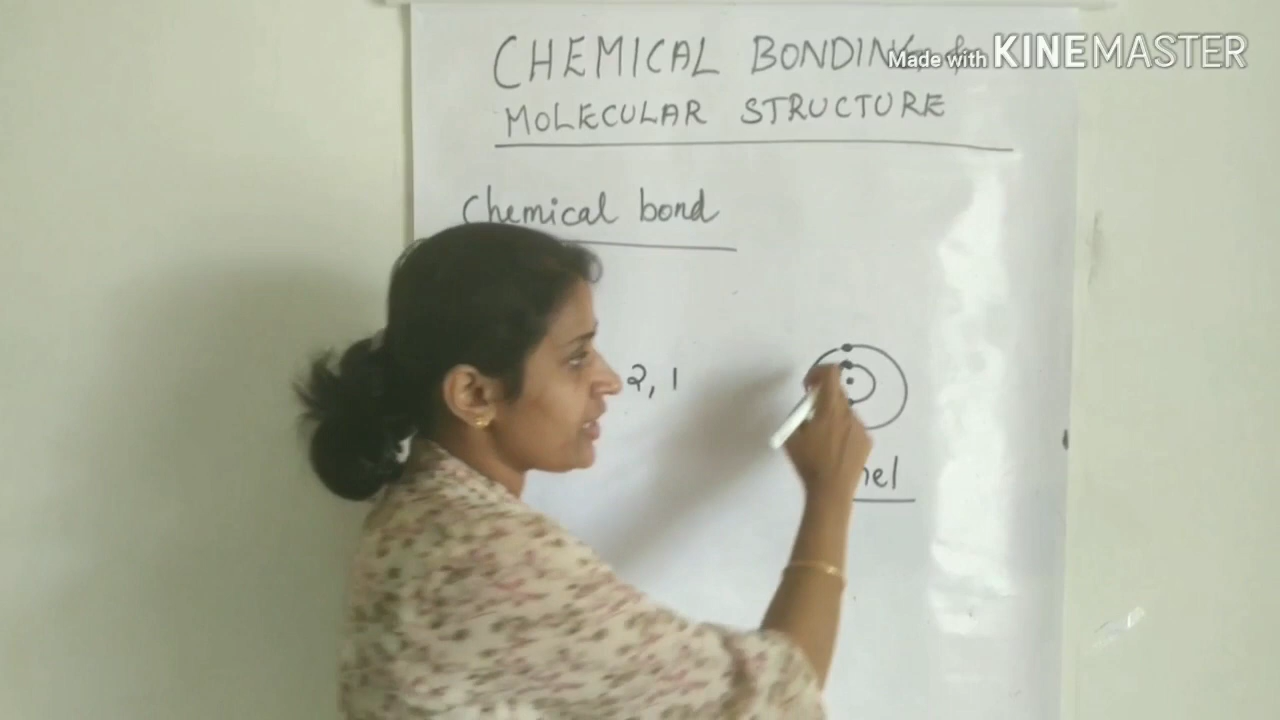 CHEMICAL BONDING &
Made with KINEMASTER
MOLECULAR STRUCTURE
Chemical bond
2, 1